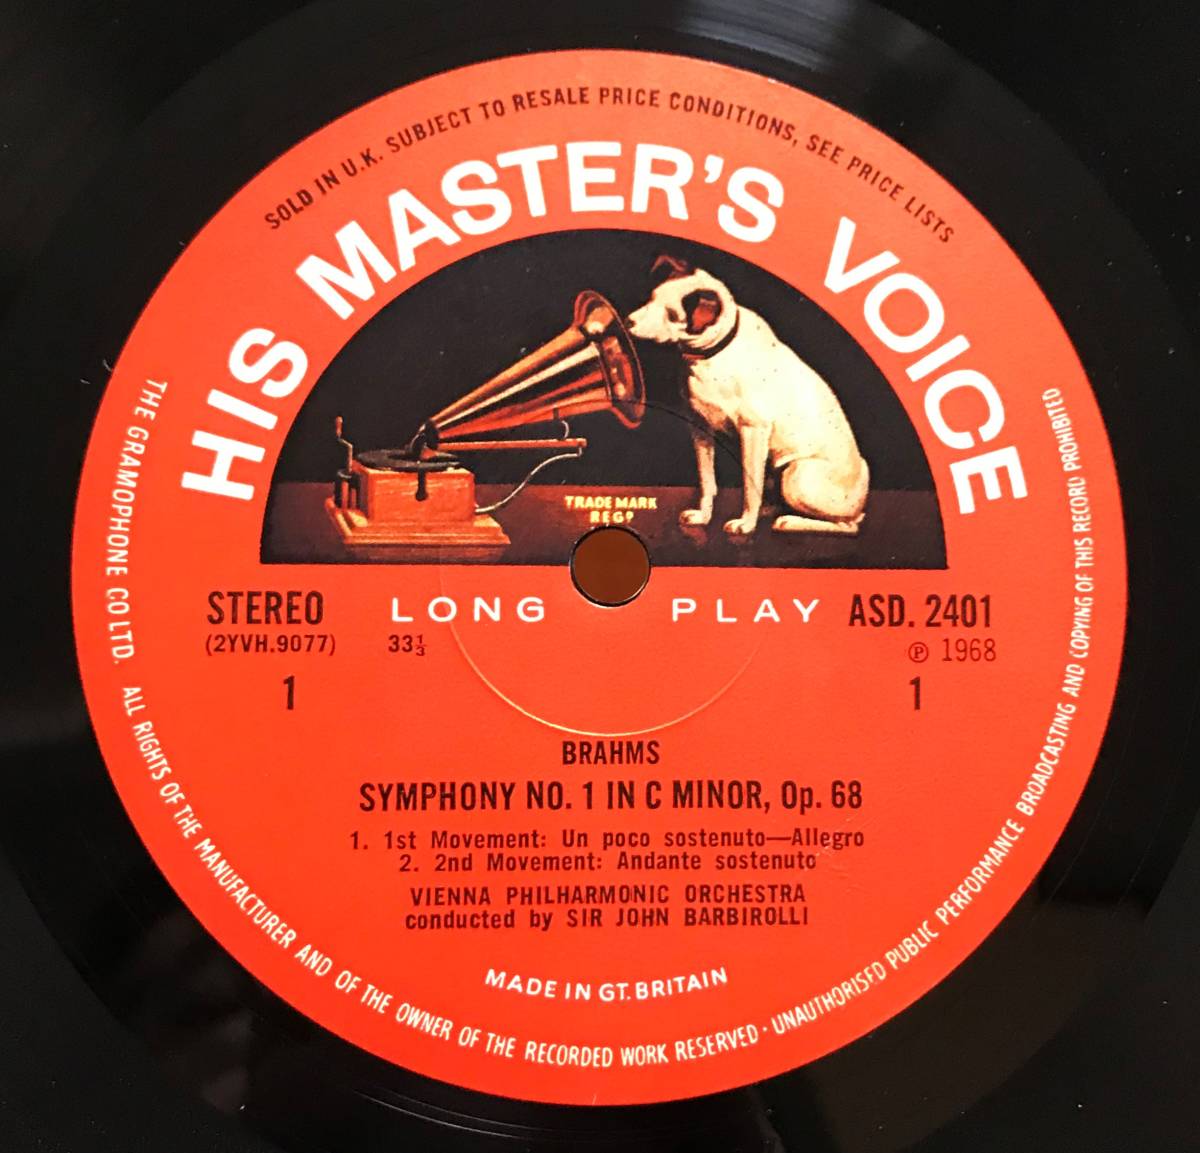 SOLD IN U.K. SUBJECT TO RESALE PRICE CONDITIONS, SEE PRICE LISTS
HIS MASTER'S VOICE
TRADE MARK
REGD
STEREO
LONG PLAY
ASD. 2401
(2YVH.9077)
33⅓
℗ 1968
1
1
BRAHMS
SYMPHONY NO. 1 IN C MINOR, Op. 68
1. 1st Movement: Un poco sostenuto—Allegro
2. 2nd Movement: Andante sostenuto
VIENNA PHILHARMONIC ORCHESTRA
conducted by SIR JOHN BARBIROLLI
MADE IN GT. BRITAIN
THE GRAMOPHONE CO LTD. ALL RIGHTS OF THE MANUFACTURER AND OF THE OWNER OF THE RECORDED WORK RESERVED · UNAUTHORISED PUBLIC PERFORMANCE BROADCASTING AND COPYING OF THIS RECORD PROHIBITED